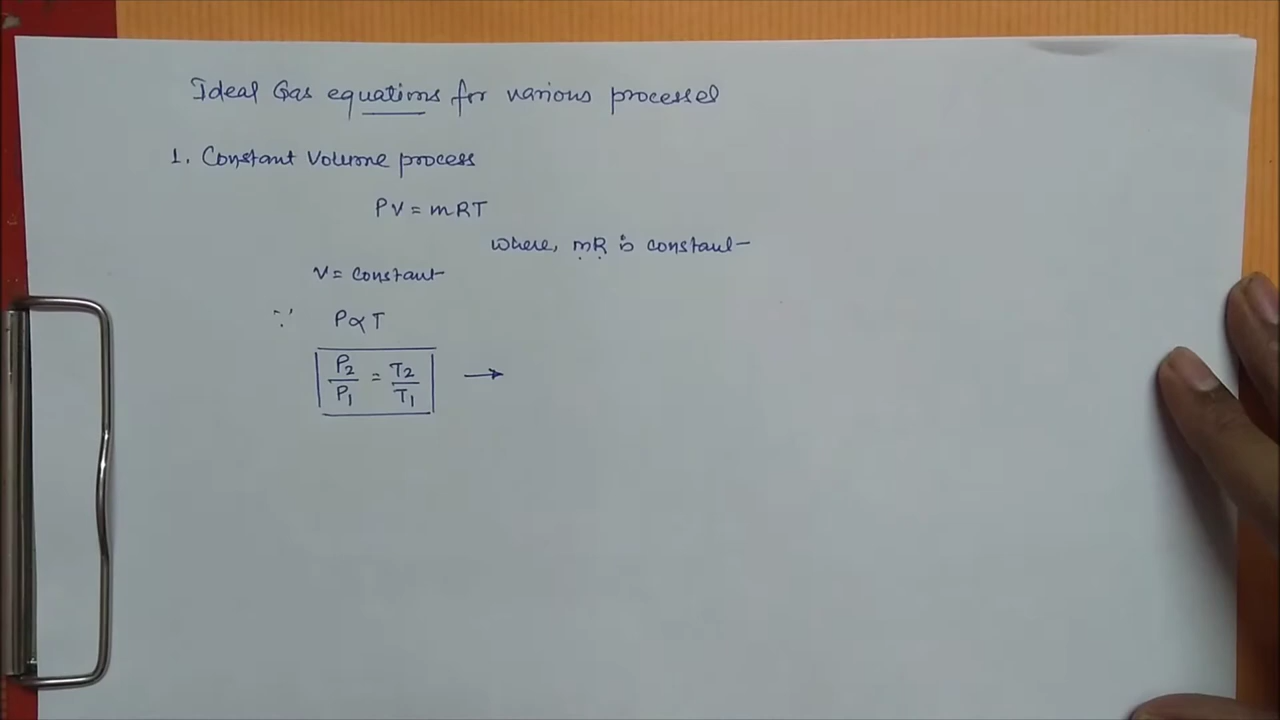 Ideal Gas equations for various processes
1. Constant Volume process
PV = mRT
where, mR is constant
V = constant
∵ P ∝ T
P2/P1 = T2/T1 →